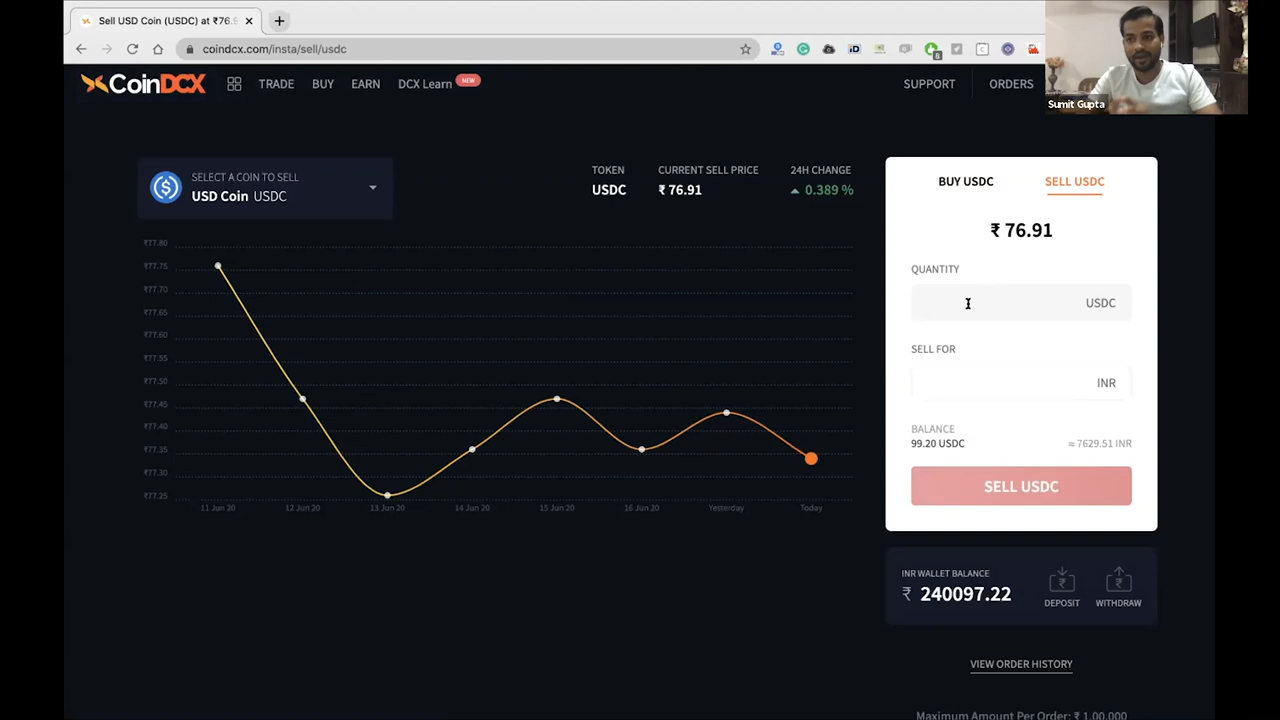 Sell USD Coin (USDC) at ₹76.9
coindcx.com/insta/sell/usdc
iD
8
C
CoinDCX
TRADE
BUY
EARN
DCX Learn
NEW
SUPPORT
ORDERS
Sumit Gupta
SELECT A COIN TO SELL
USD Coin USDC
TOKEN
USDC
CURRENT SELL PRICE
₹ 76.91
24H CHANGE
0.389 %
₹77.80
₹77.75
₹77.70
₹77.65
₹77.60
₹77.55
₹77.50
₹77.45
₹77.40
₹77.35
₹77.30
₹77.25
11 Jun 20
12 Jun 20
13 Jun 20
14 Jun 20
15 Jun 20
16 Jun 20
Yesterday
Today
BUY USDC
SELL USDC
₹ 76.91
QUANTITY
USDC
SELL FOR
INR
BALANCE
99.20 USDC
≈ 7629.51 INR
SELL USDC
INR WALLET BALANCE
₹ 240097.22
DEPOSIT
WITHDRAW
VIEW ORDER HISTORY
Maximum Amount Per Order: ₹ 1,00,000